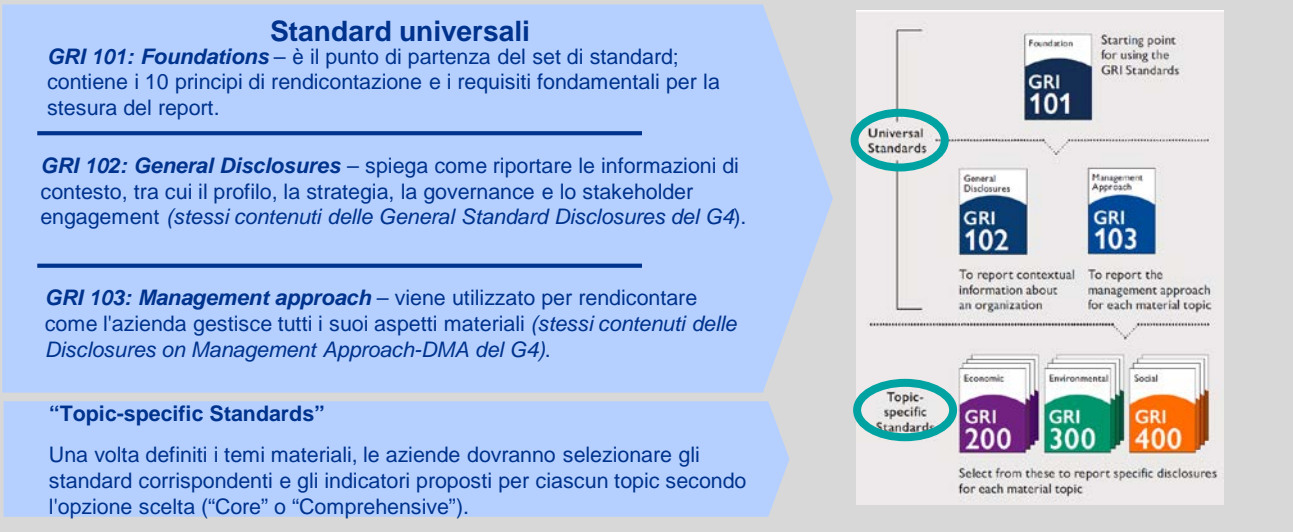 Standard universali
GRI 101: Foundations – è il punto di partenza del set di standard;
contiene i 10 principi di rendicontazione e i requisiti fondamentali per la
stesura del report.
GRI 102: General Disclosures – spiega come riportare le informazioni di
contesto, tra cui il profilo, la strategia, la governance e lo stakeholder
engagement (stessi contenuti delle General Standard Disclosures del G4).
GRI 103: Management approach – viene utilizzato per rendicontare
come l'azienda gestisce tutti i suoi aspetti materiali (stessi contenuti delle
Disclosures on Management Approach-DMA del G4).
“Topic-specific Standards”
Una volta definiti i temi materiali, le aziende dovranno selezionare gli
standard corrispondenti e gli indicatori proposti per ciascun topic secondo
l'opzione scelta (“Core” o “Comprehensive”).
Foundation
GRI
101
Starting point
for using the
GRI Standards
Universal
Standards
General
Disclosures
GRI
102
Management
Approach
GRI
103
To report contextual
information about
an organization
To report the
management approach
for each material topic
Topic-
specific
Standards
Economic
GRI
200
Environmental
GRI
300
Social
GRI
400
Select from these to report specific disclosures
for each material topic